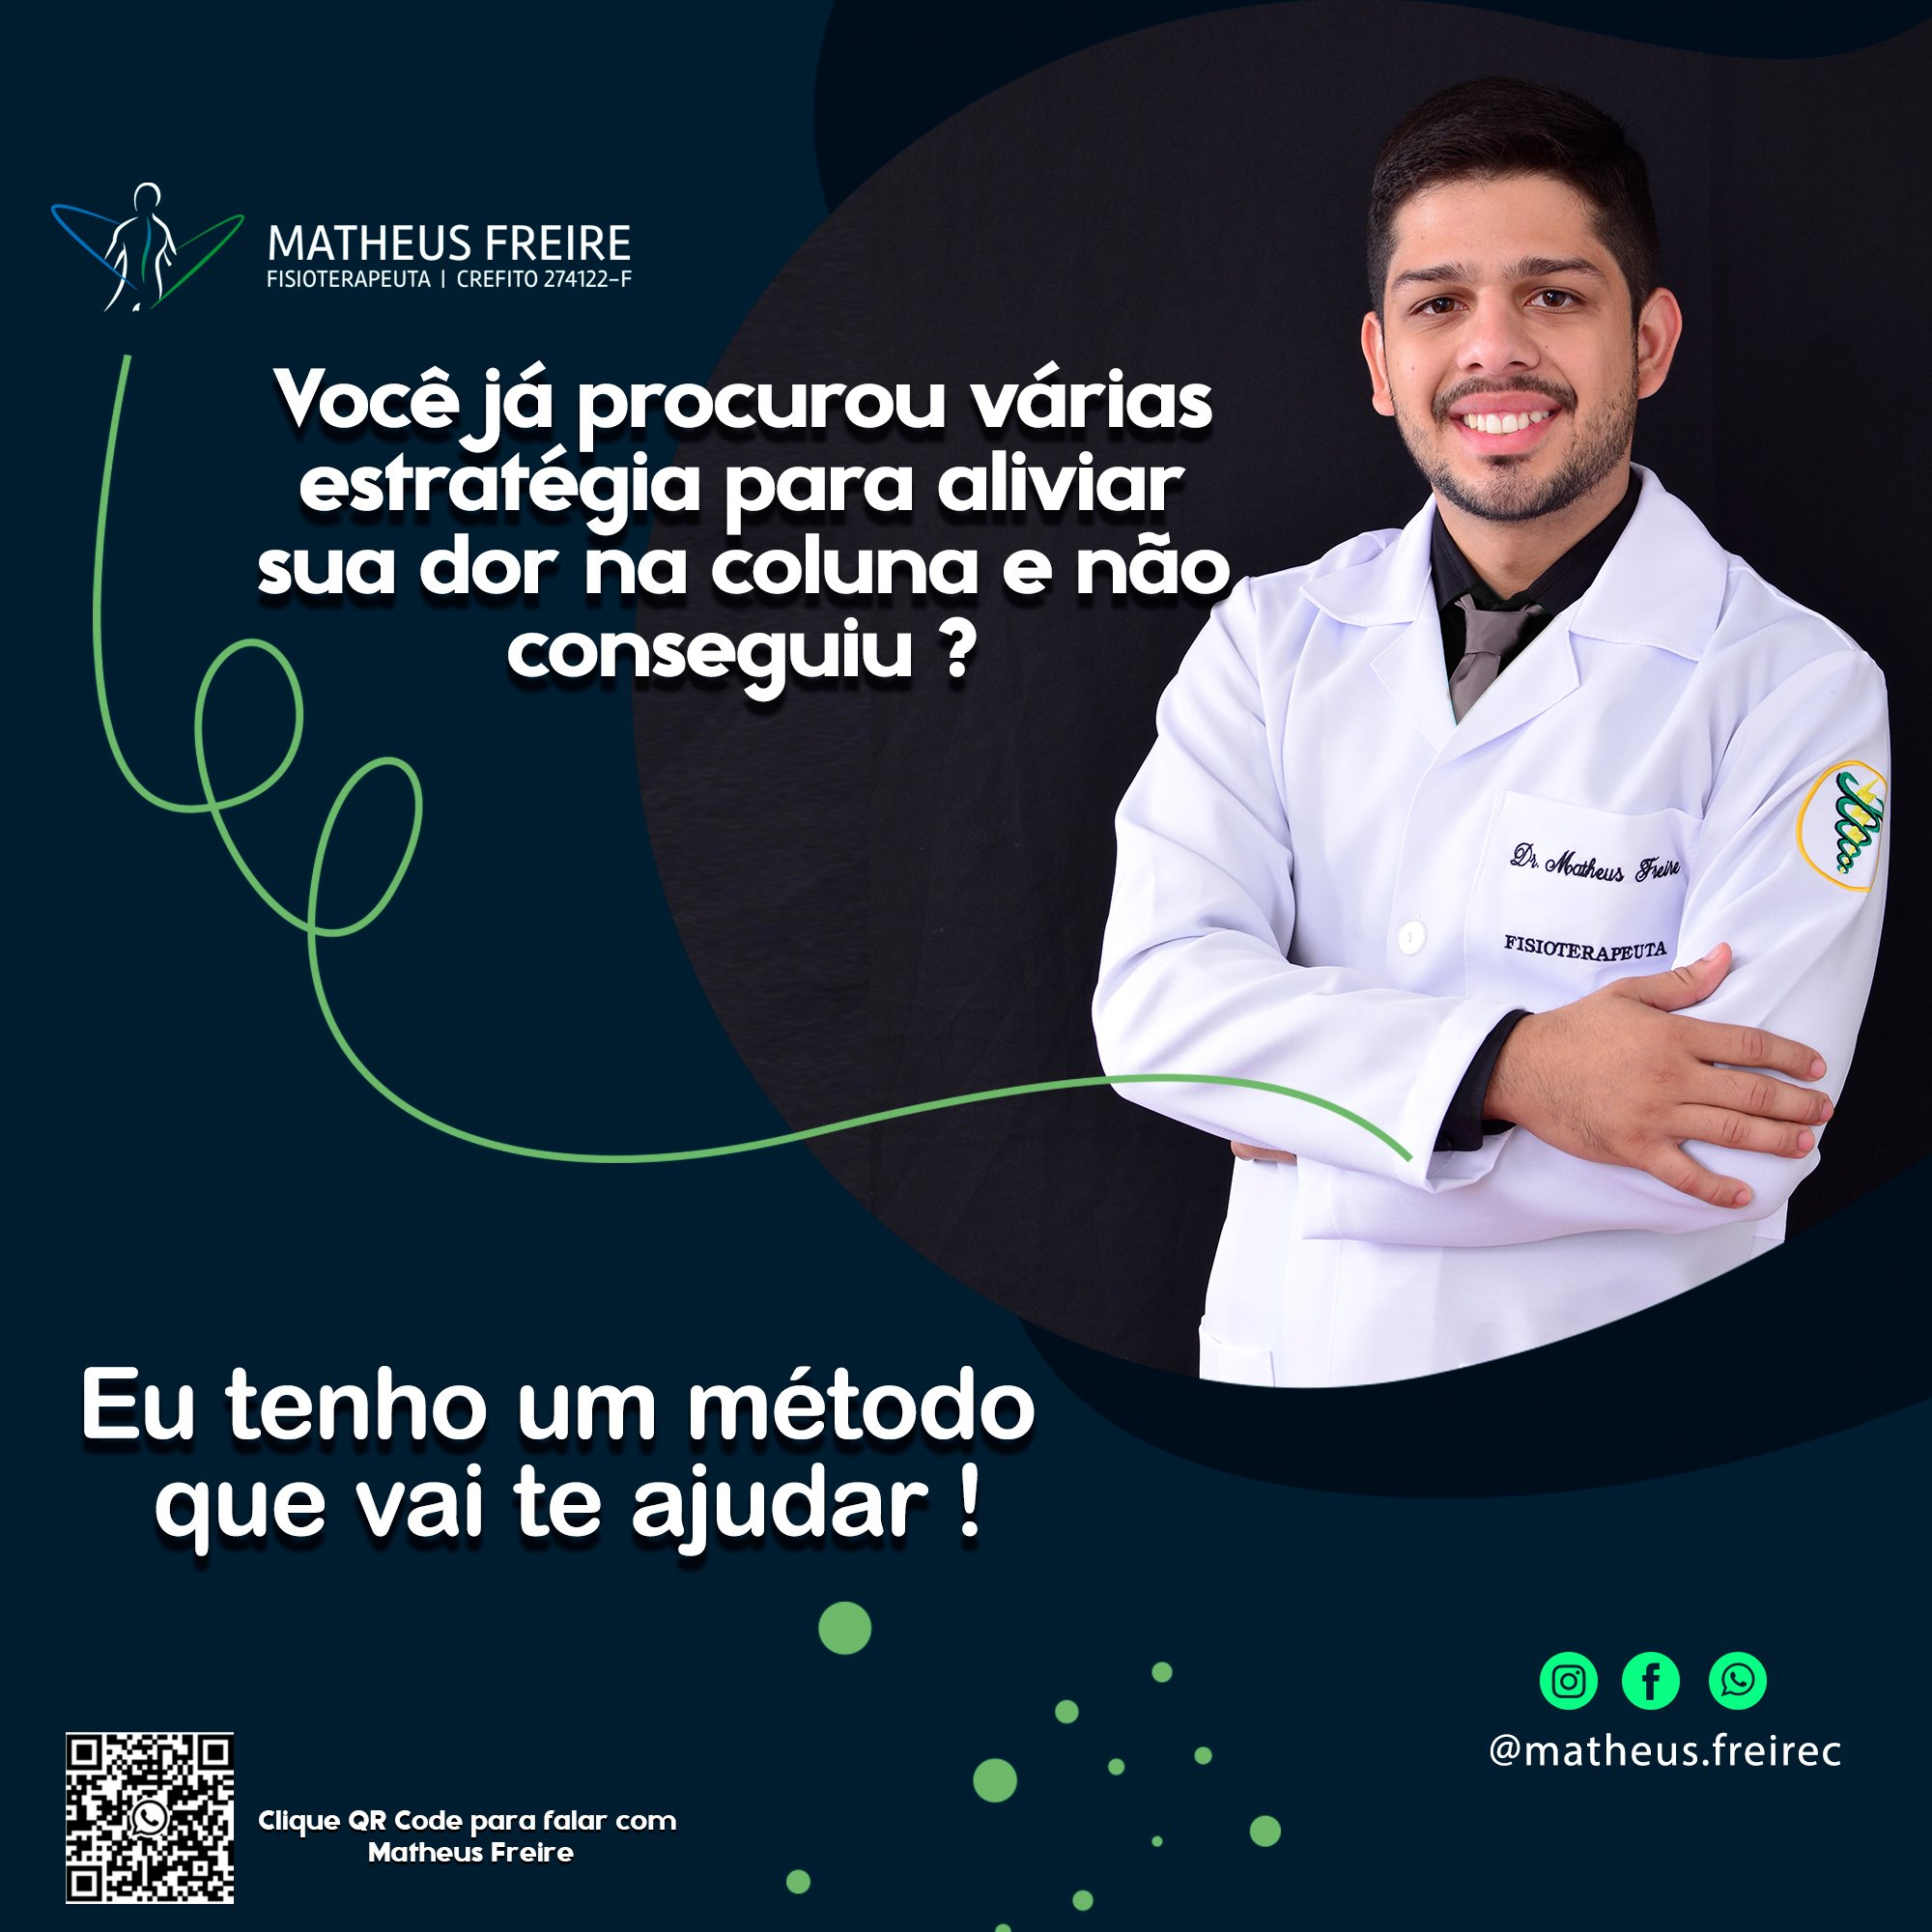 MATHEUS FREIRE
FISIOTERAPEUTA | CREFITO 274122-F
Você já procurou várias
estratégia para aliviar
sua dor na coluna e não
conseguiu ?
Dr. Matheus Freire
FISIOTERAPEUTA
Eu tenho um método
que vai te ajudar !
@matheus.freirec
Clique QR Code para falar com
Matheus Freire